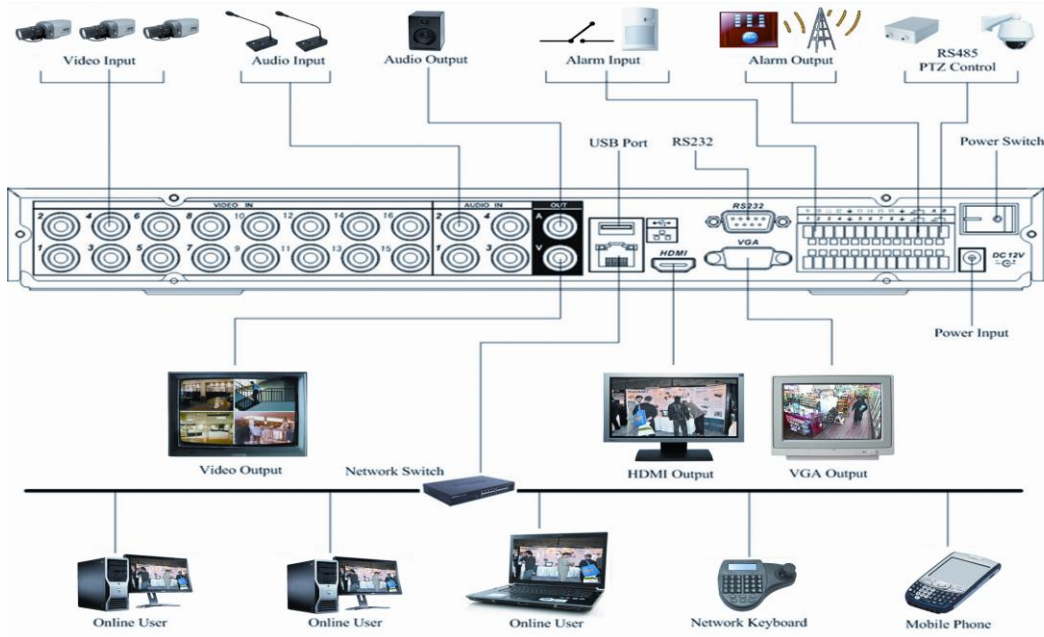 Video Input
Audio Input
Audio Output
Alarm Input
Alarm Output
RS485
PTZ Control
USB Port
RS232
Power Switch
VIDEO IN
AUDIO IN
OUT
2 4 6 8 10 12 14 16
2 4
A
RS232
1 3 5 7 9 11 13 15
1 3
V
HDMI
VGA
DC 12V
Power Input
Video Output
Network Switch
HDMI Output
VGA Output
Online User
Online User
Online User
Network Keyboard
Mobile Phone